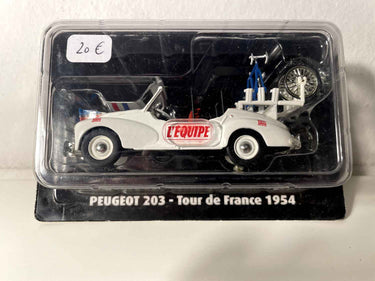 20 €
L'EQUIPE
PEUGEOT 203 - Tour de France 1954